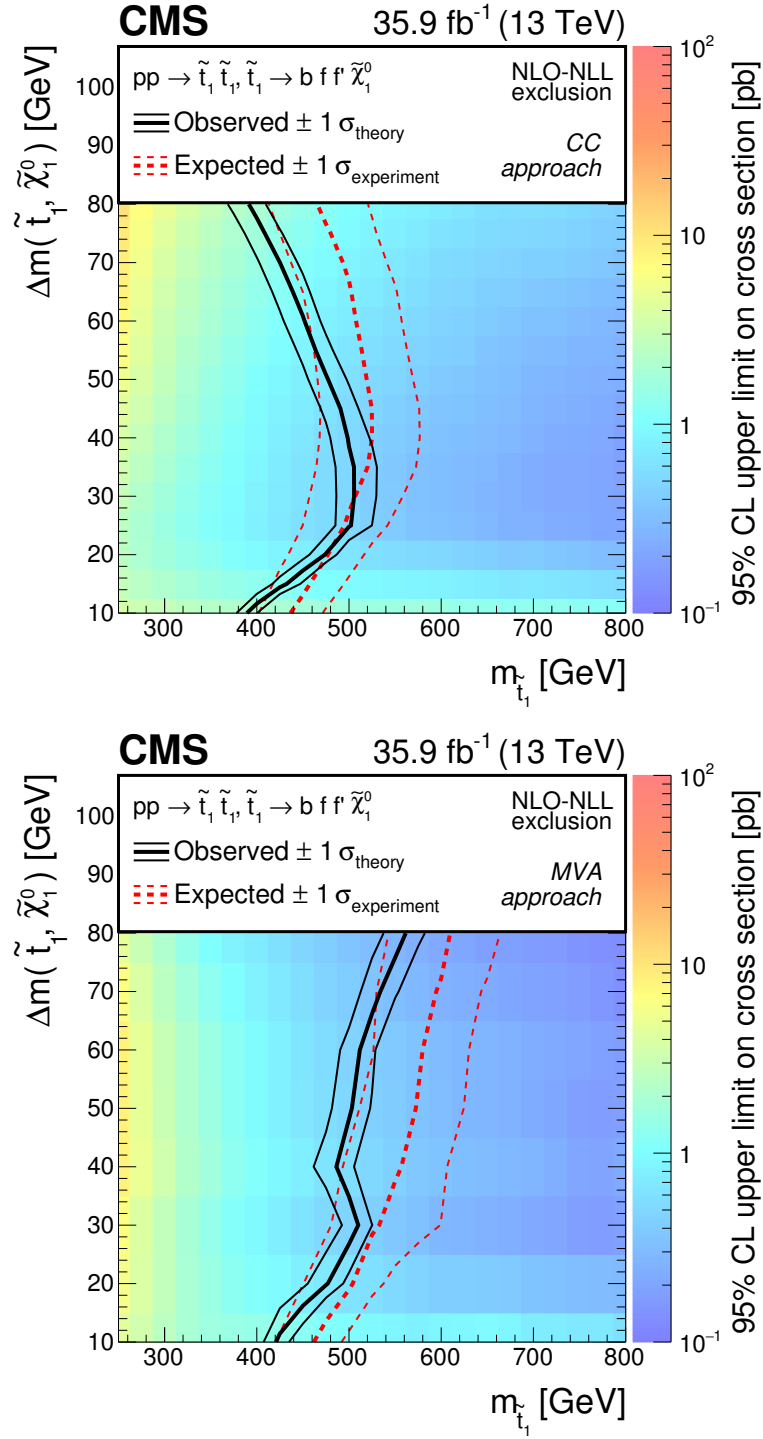 CMS 35.9 fb⁻¹ (13 TeV)
pp → t̃₁ t̃₁, t̃₁ → b f f' χ̃₁⁰ NLO-NLL
exclusion
Observed ± 1 σ_theory
CC
approach
Expected ± 1 σ_experiment
Δm( t̃₁, χ̃₁⁰ ) [GeV]
100
90
80
70
60
50
40
30
20
10
300 400 500 600 700 800
m_t̃₁ [GeV]
10²
10
1
10⁻¹
95% CL upper limit on cross section [pb]
CMS 35.9 fb⁻¹ (13 TeV)
pp → t̃₁ t̃₁, t̃₁ → b f f' χ̃₁⁰ NLO-NLL
exclusion
Observed ± 1 σ_theory
MVA
approach
Expected ± 1 σ_experiment
Δm( t̃₁, χ̃₁⁰ ) [GeV]
100
90
80
70
60
50
40
30
20
10
300 400 500 600 700 800
m_t̃₁ [GeV]
10²
10
1
10⁻¹
95% CL upper limit on cross section [pb]